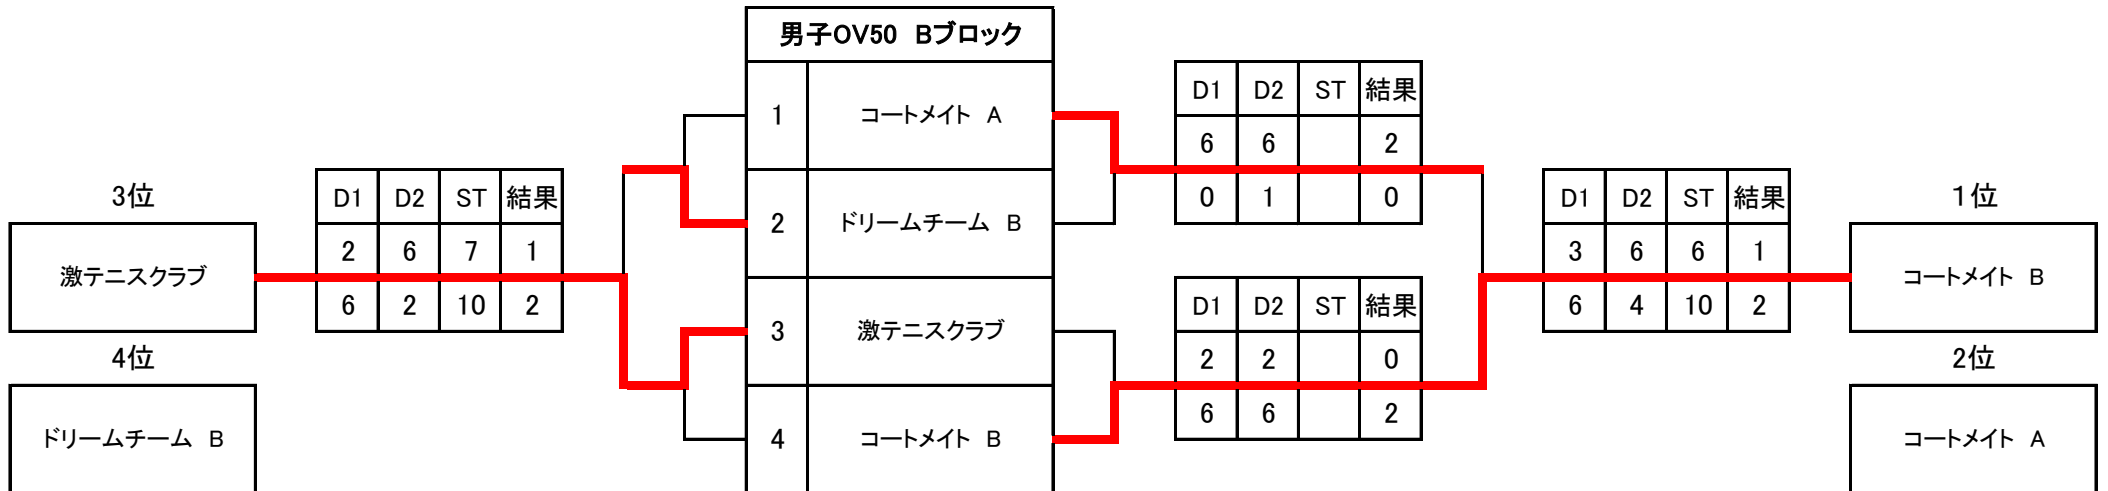 男子OV50 Bブロック
1 コートメイト A
2 ドリームチーム B
3 激テニスクラブ
4 コートメイト B
D1 D2 ST 結果
6 6 2
0 1 0
D1 D2 ST 結果
2 2 0
6 6 2
D1 D2 ST 結果
3 6 6 1
6 4 10 2
1位
コートメイト B
2位
コートメイト A
D1 D2 ST 結果
2 6 7 1
6 2 10 2
3位
激テニスクラブ
4位
ドリームチーム B